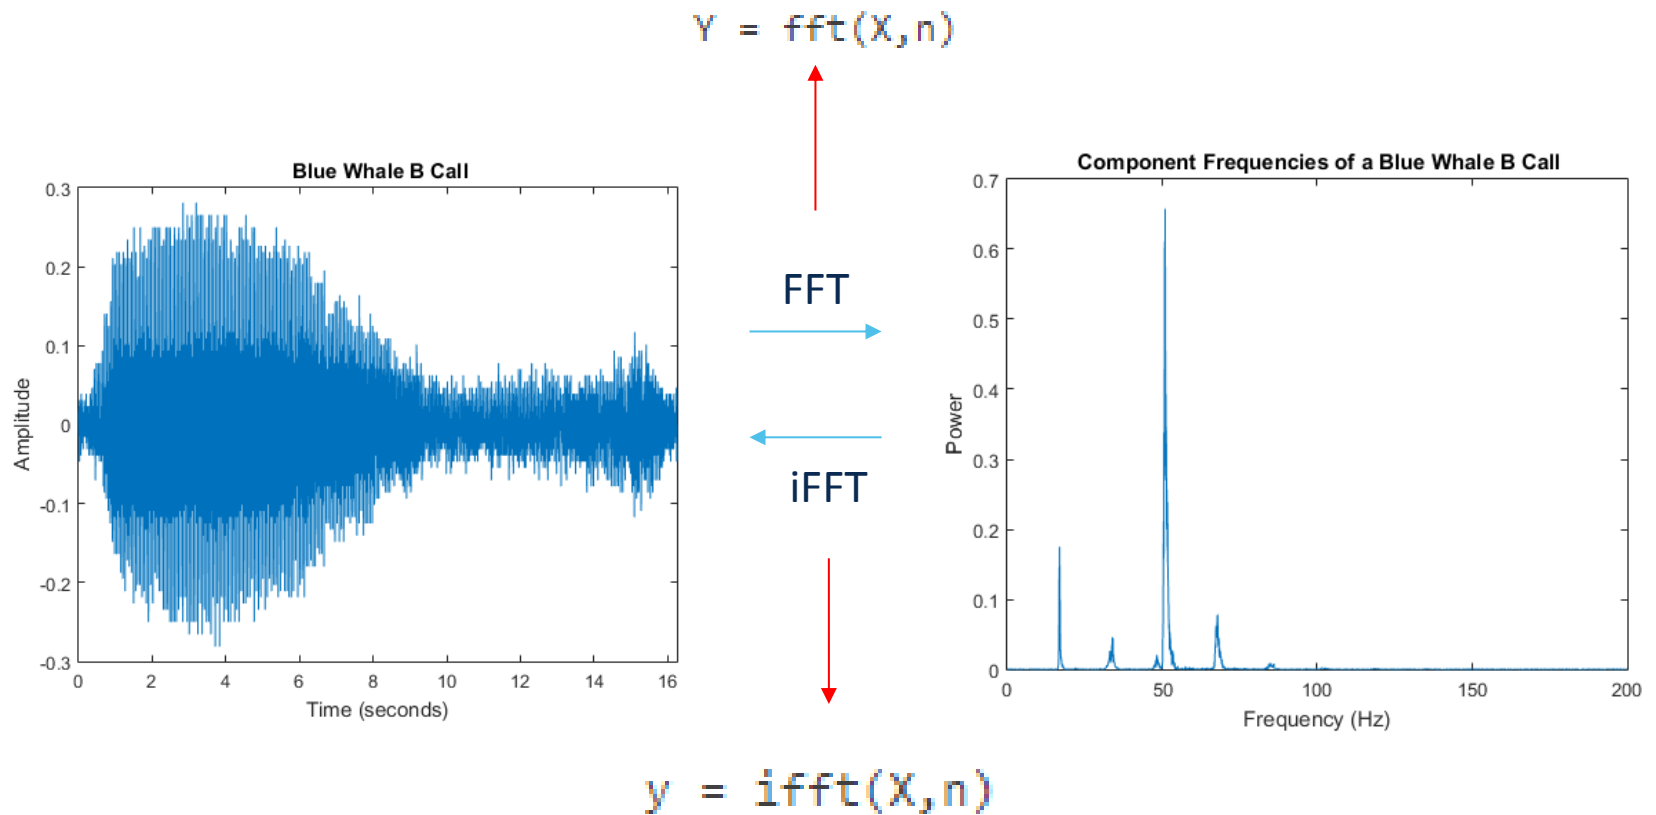 Y = fft(X,n)
Blue Whale B Call
0.3
0.2
0.1
0
-0.1
-0.2
-0.3
Amplitude
0 2 4 6 8 10 12 14 16
Time (seconds)
FFT
iFFT
Component Frequencies of a Blue Whale B Call
0.7
0.6
0.5
0.4
0.3
0.2
0.1
0
Power
0 50 100 150 200
Frequency (Hz)
y = ifft(X,n)